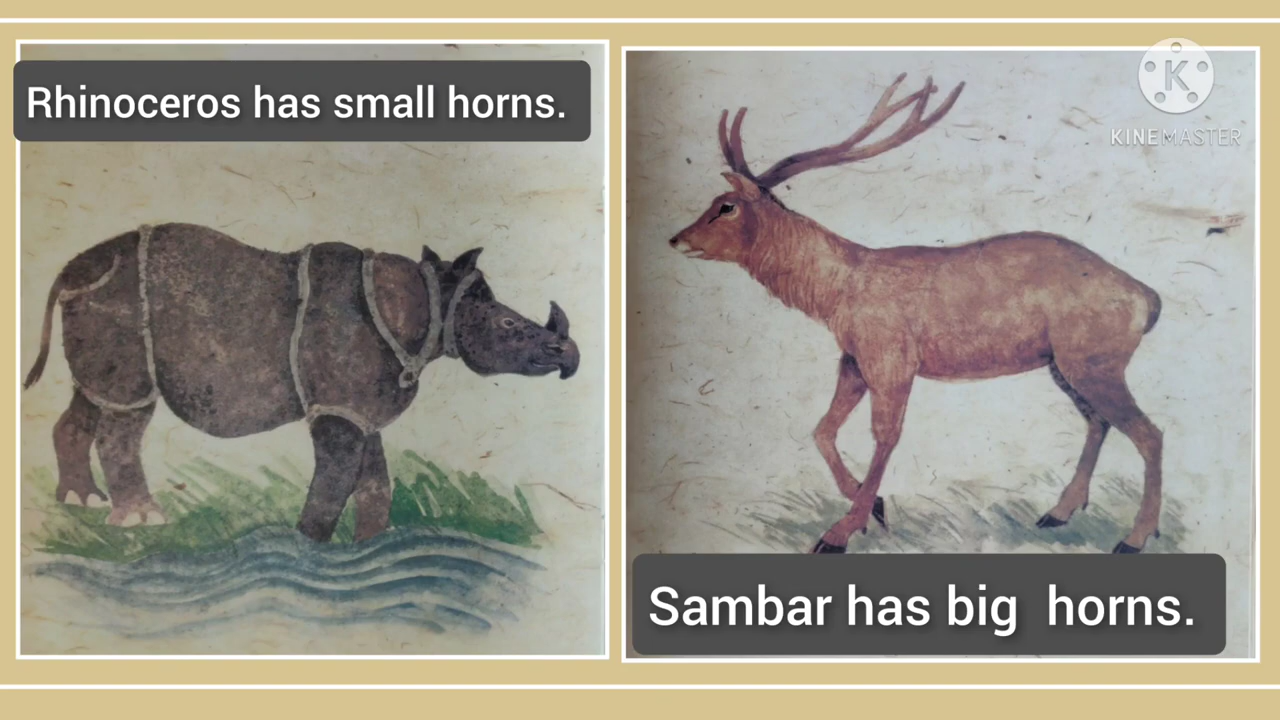 Rhinoceros has small horns.
K
KINEMASTER
Sambar has big horns.